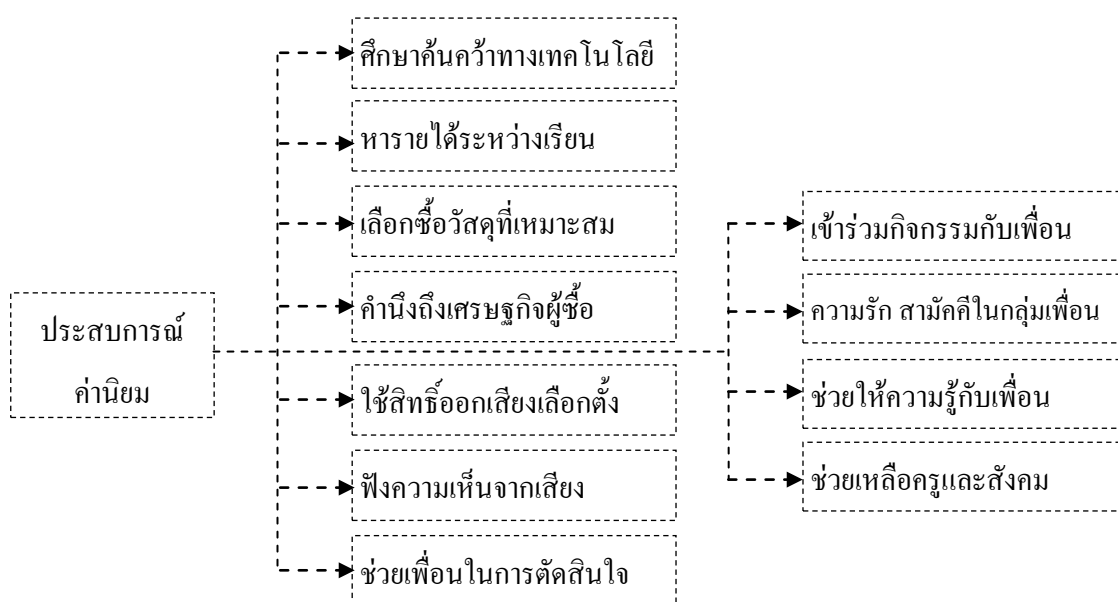 ประสบการณ์
ค่านิยม
ศึกษาค้นคว้าทางเทคโนโลยี
หารายได้ระหว่างเรียน
เลือกซื้อวัสดุที่เหมาะสม
คำนึงถึงเศรษฐกิจผู้ซื้อ
ใช้สิทธิ์ออกเสียงเลือกตั้ง
ฟังความเห็นจากเสียง
ช่วยเพื่อนในการตัดสินใจ
เข้าร่วมกิจกรรมกับเพื่อน
ความรัก สามัคคีในกลุ่มเพื่อน
ช่วยให้ความรู้กับเพื่อน
ช่วยเหลือครูและสังคม